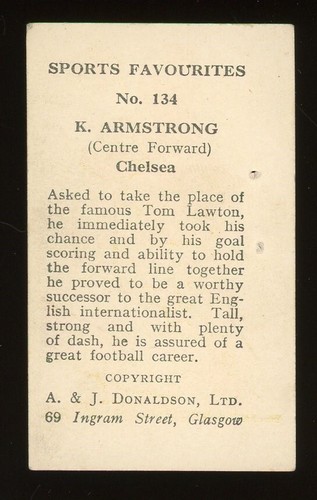 SPORTS FAVOURITES
No. 134
K. ARMSTRONG
(Centre Forward)
Chelsea
Asked to take the place of
the famous Tom Lawton,
he immediately took his
chance and by his goal
scoring and ability to hold
the forward line together
he proved to be a worthy
successor to the great Eng-
lish internationalist. Tall,
strong and with plenty
of dash, he is assured of a
great football career.
COPYRIGHT
A. & J. DONALDSON, LTD.
69 Ingram Street, Glasgow